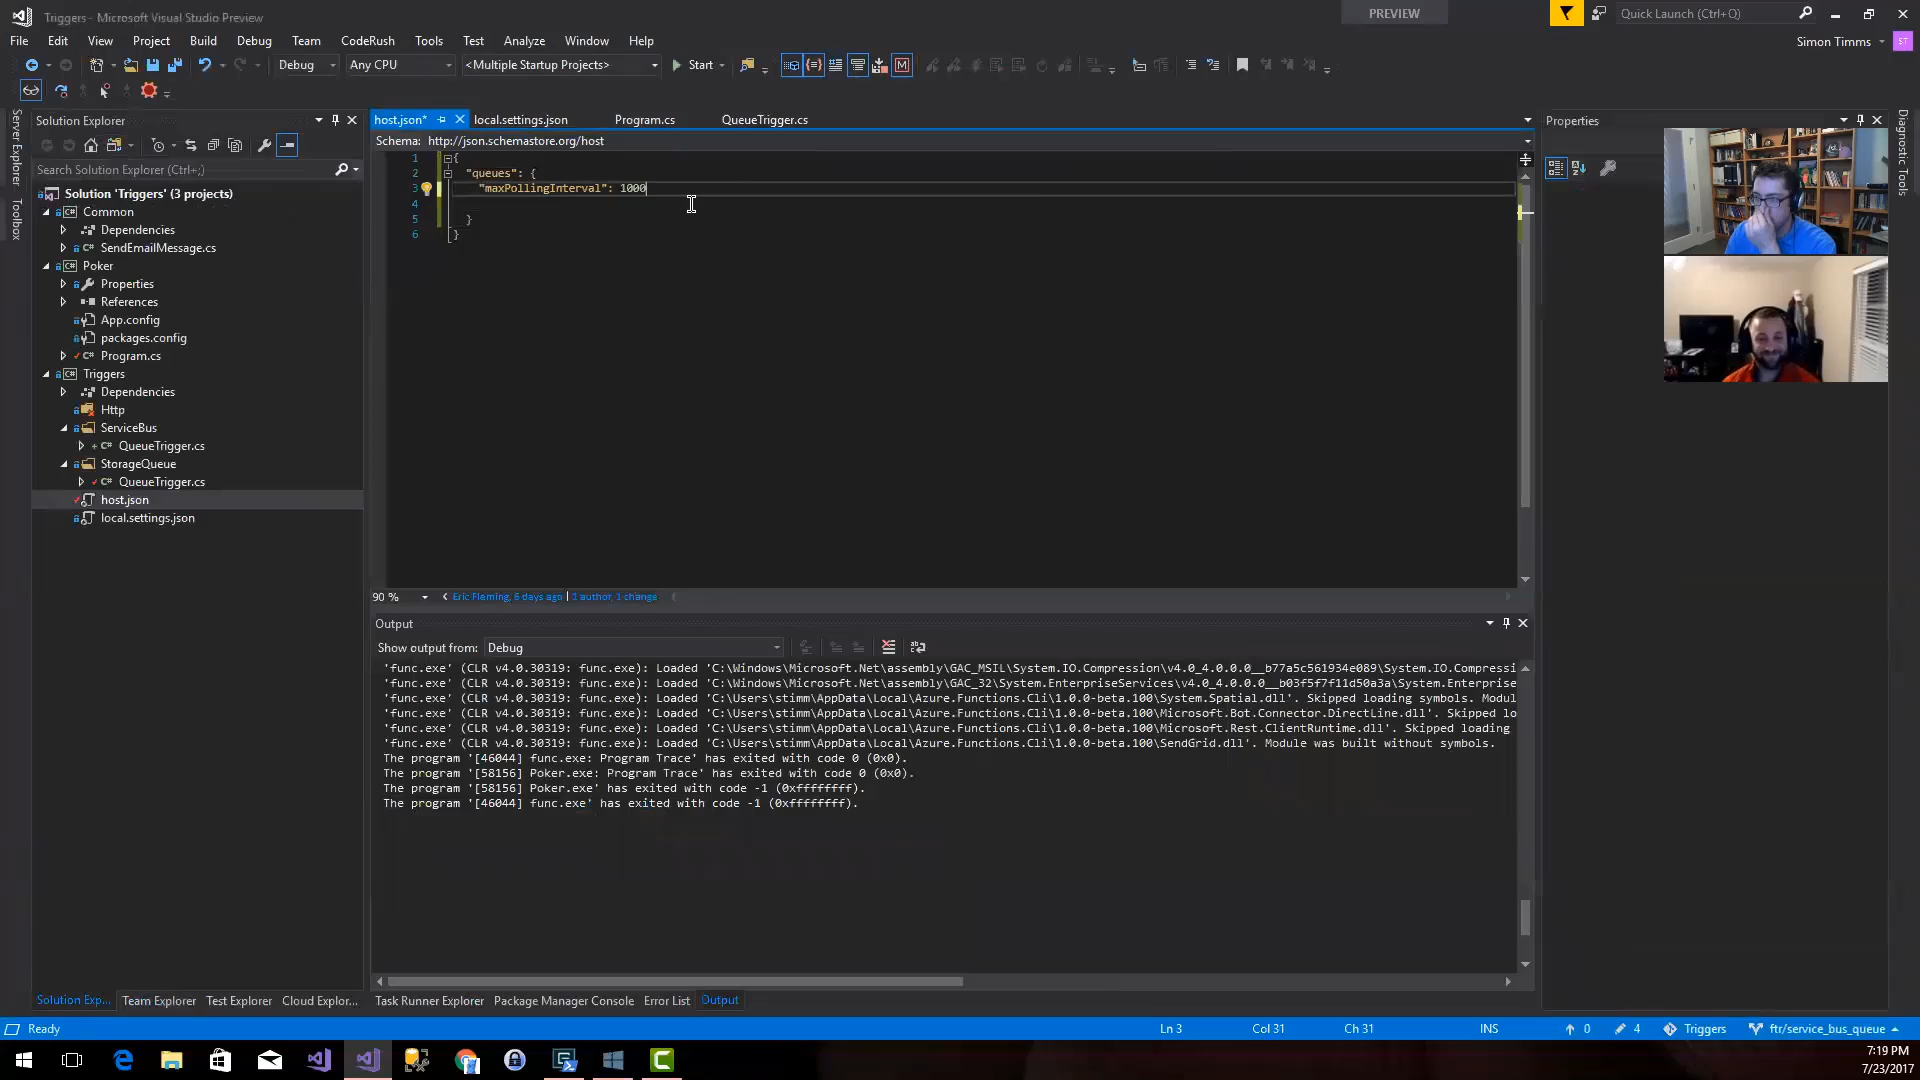 Triggers - Microsoft Visual Studio Preview
PREVIEW
Quick Launch (Ctrl+Q)
File Edit View Project Build Debug Team CodeRush Tools Test Analyze Window Help
Simon Timms
ST
Debug Any CPU <Multiple Startup Projects> Start
Server Explorer
Toolbox
Solution Explorer
Search Solution Explorer (Ctrl+;)
Solution 'Triggers' (3 projects)
Common
Dependencies
C# SendEmailMessage.cs
Poker
Properties
References
App.config
packages.config
C# Program.cs
Triggers
Dependencies
Http
ServiceBus
C# QueueTrigger.cs
StorageQueue
C# QueueTrigger.cs
host.json
local.settings.json
host.json* local.settings.json Program.cs QueueTrigger.cs
Schema: http://json.schemastore.org/host
1 {
2 "queues": {
3 "maxPollingInterval": 1000
4
5 }
6 }
90 % Eric Fleming, 6 days ago | 1 author, 1 change
Properties
Diagnostic Tools
Output
Show output from: Debug
'func.exe' (CLR v4.0.30319: func.exe): Loaded 'C:\Windows\Microsoft.Net\assembly\GAC_MSIL\System.IO.Compression\v4.0_4.0.0.0__b77a5c561934e089\System.IO.Compressi
'func.exe' (CLR v4.0.30319: func.exe): Loaded 'C:\Windows\Microsoft.Net\assembly\GAC_32\System.EnterpriseServices\v4.0_4.0.0.0__b03f5f7f11d50a3a\System.Enterprise
'func.exe' (CLR v4.0.30319: func.exe): Loaded 'C:\Users\stimm\AppData\Local\Azure.Functions.Cli\1.0.0-beta.100\System.Spatial.dll'. Skipped loading symbols. Modul
'func.exe' (CLR v4.0.30319: func.exe): Loaded 'C:\Users\stimm\AppData\Local\Azure.Functions.Cli\1.0.0-beta.100\Microsoft.Bot.Connector.DirectLine.dll'. Skipped lo
'func.exe' (CLR v4.0.30319: func.exe): Loaded 'C:\Users\stimm\AppData\Local\Azure.Functions.Cli\1.0.0-beta.100\Microsoft.Rest.ClientRuntime.dll'. Skipped loading
'func.exe' (CLR v4.0.30319: func.exe): Loaded 'C:\Users\stimm\AppData\Local\Azure.Functions.Cli\1.0.0-beta.100\SendGrid.dll'. Module was built without symbols.
The program '[46044] func.exe: Program Trace' has exited with code 0 (0x0).
The program '[58156] Poker.exe: Program Trace' has exited with code 0 (0x0).
The program '[58156] Poker.exe' has exited with code -1 (0xffffffff).
The program '[46044] func.exe' has exited with code -1 (0xffffffff).
Solution Exp... Team Explorer Test Explorer Cloud Explor...
Task Runner Explorer Package Manager Console Error List Output
Ready Ln 3 Col 31 Ch 31 INS 0 4 Triggers ftr/service_bus_queue
7:19 PM
7/23/2017